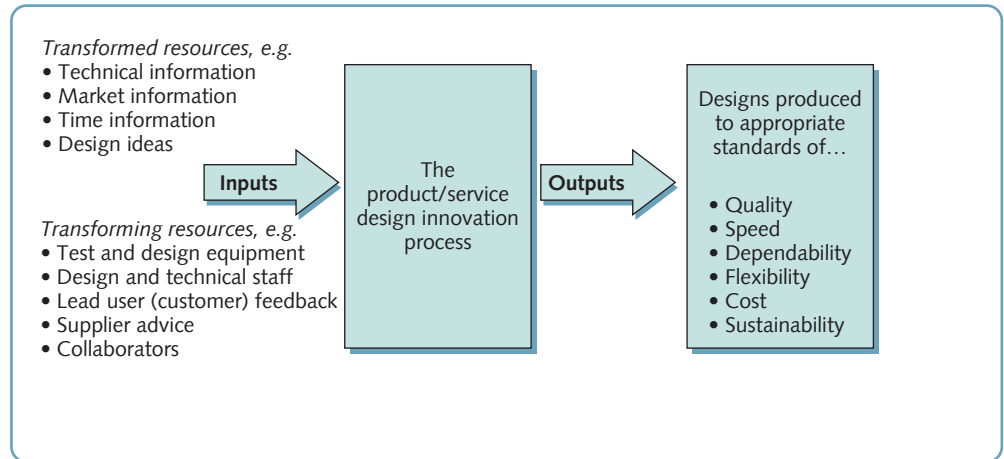 Transformed resources, e.g.
• Technical information
• Market information
• Time information
• Design ideas
Inputs
Transforming resources, e.g.
• Test and design equipment
• Design and technical staff
• Lead user (customer) feedback
• Supplier advice
• Collaborators
The
product/service
design innovation
process
Outputs
Designs produced
to appropriate
standards of…
• Quality
• Speed
• Dependability
• Flexibility
• Cost
• Sustainability